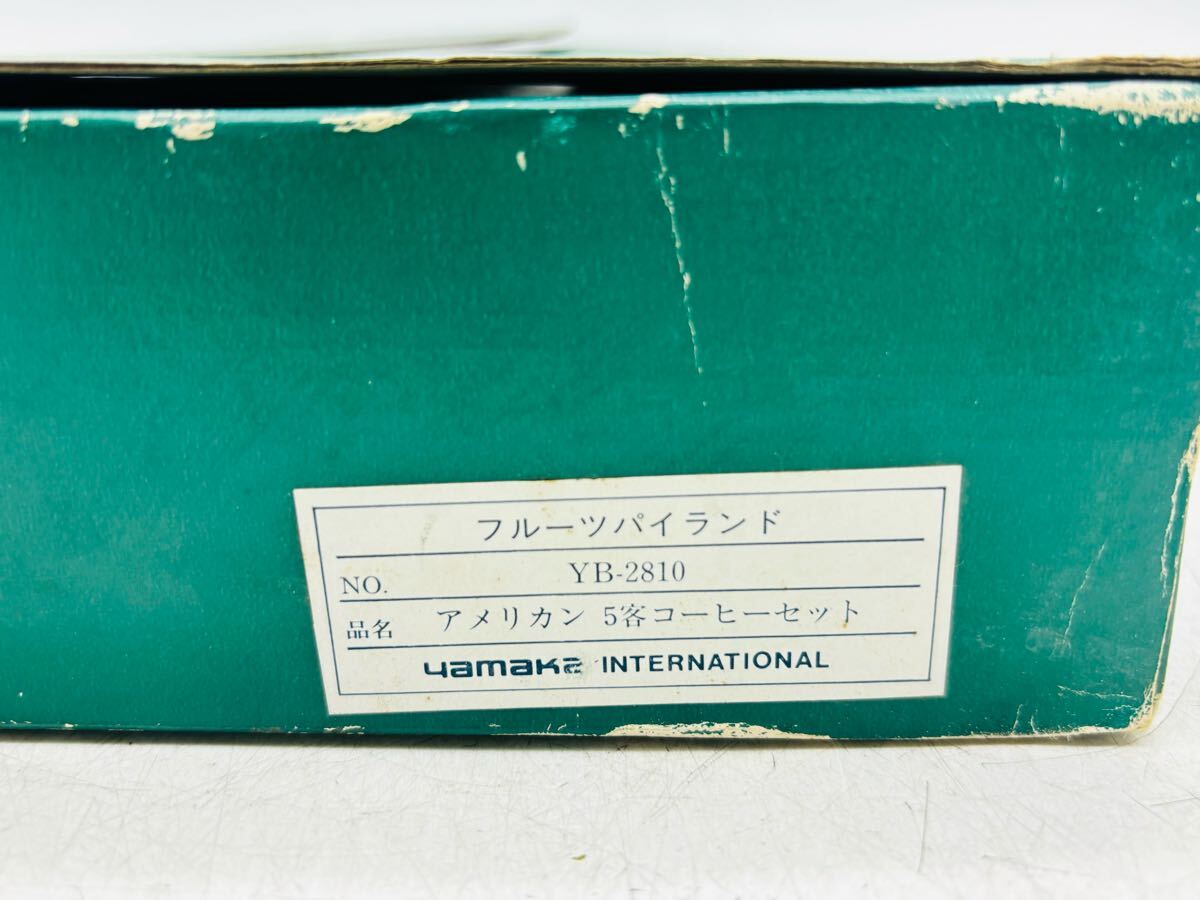 フルーツパイランド
NO. YB-2810
品名 アメリカン 5客コーヒーセット
yamaka INTERNATIONAL